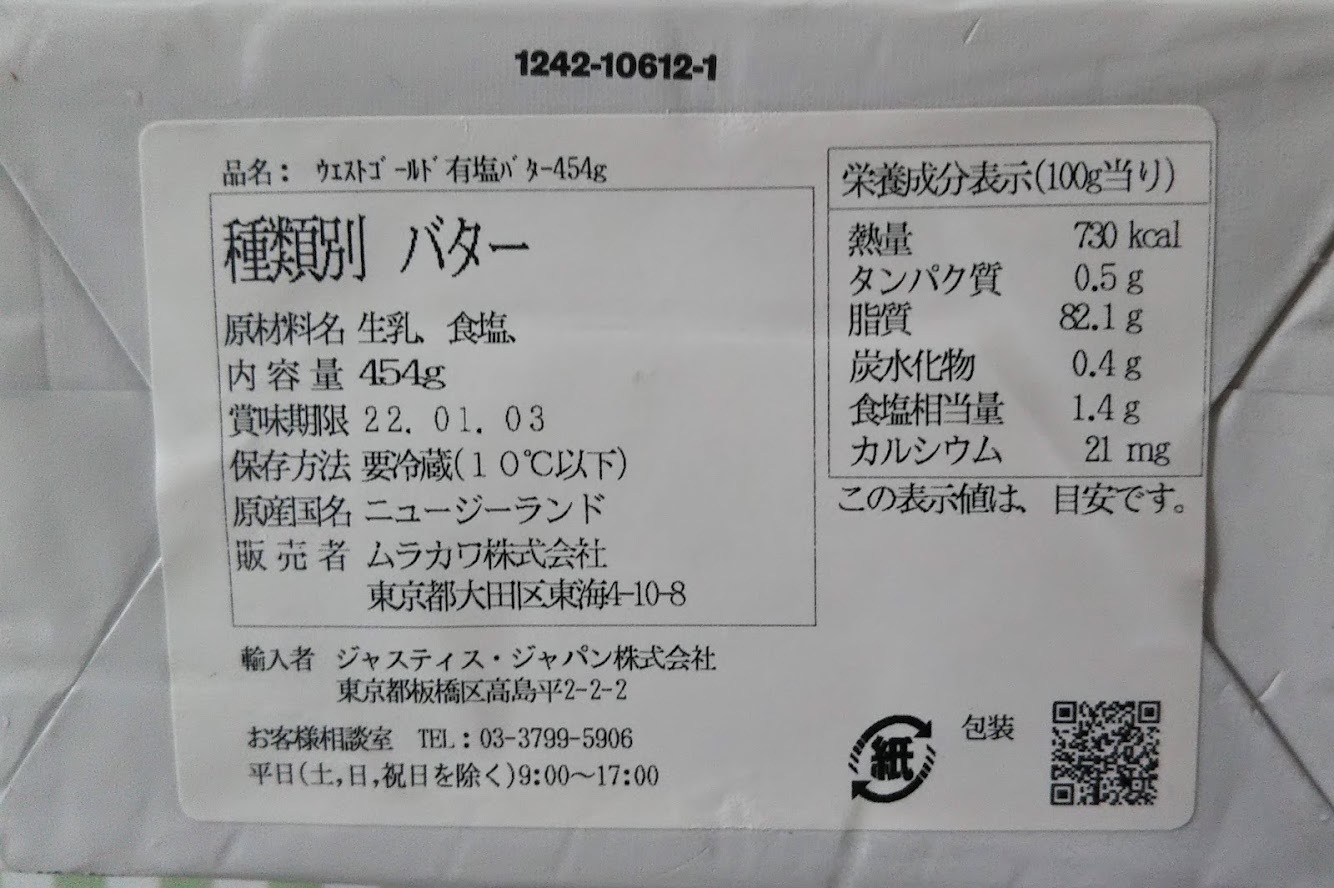 1242-10612-1
品名： ｳｪｽﾄｺﾞｰﾙﾄﾞ有塩ﾊﾞﾀｰ454g
種類別 バター
原材料名 生乳、食塩、
内容量 454g
賞味期限 22. 01. 03
保存方法 要冷蔵(１０℃以下)
原産国名 ニュージーランド
販売者 ムラカワ株式会社
東京都大田区東海4-10-8
輸入者 ジャスティス・ジャパン株式会社
東京都板橋区高島平2-2-2
お客様相談室 TEL：03-3799-5906
平日(土,日,祝日を除く)9:00～17:00
栄養成分表示(100g当り)
熱量 730 kcal
タンパク質 0.5 g
脂質 82.1 g
炭水化物 0.4 g
食塩相当量 1.4 g
カルシウム 21 mg
この表示値は、目安です。
紙 包装